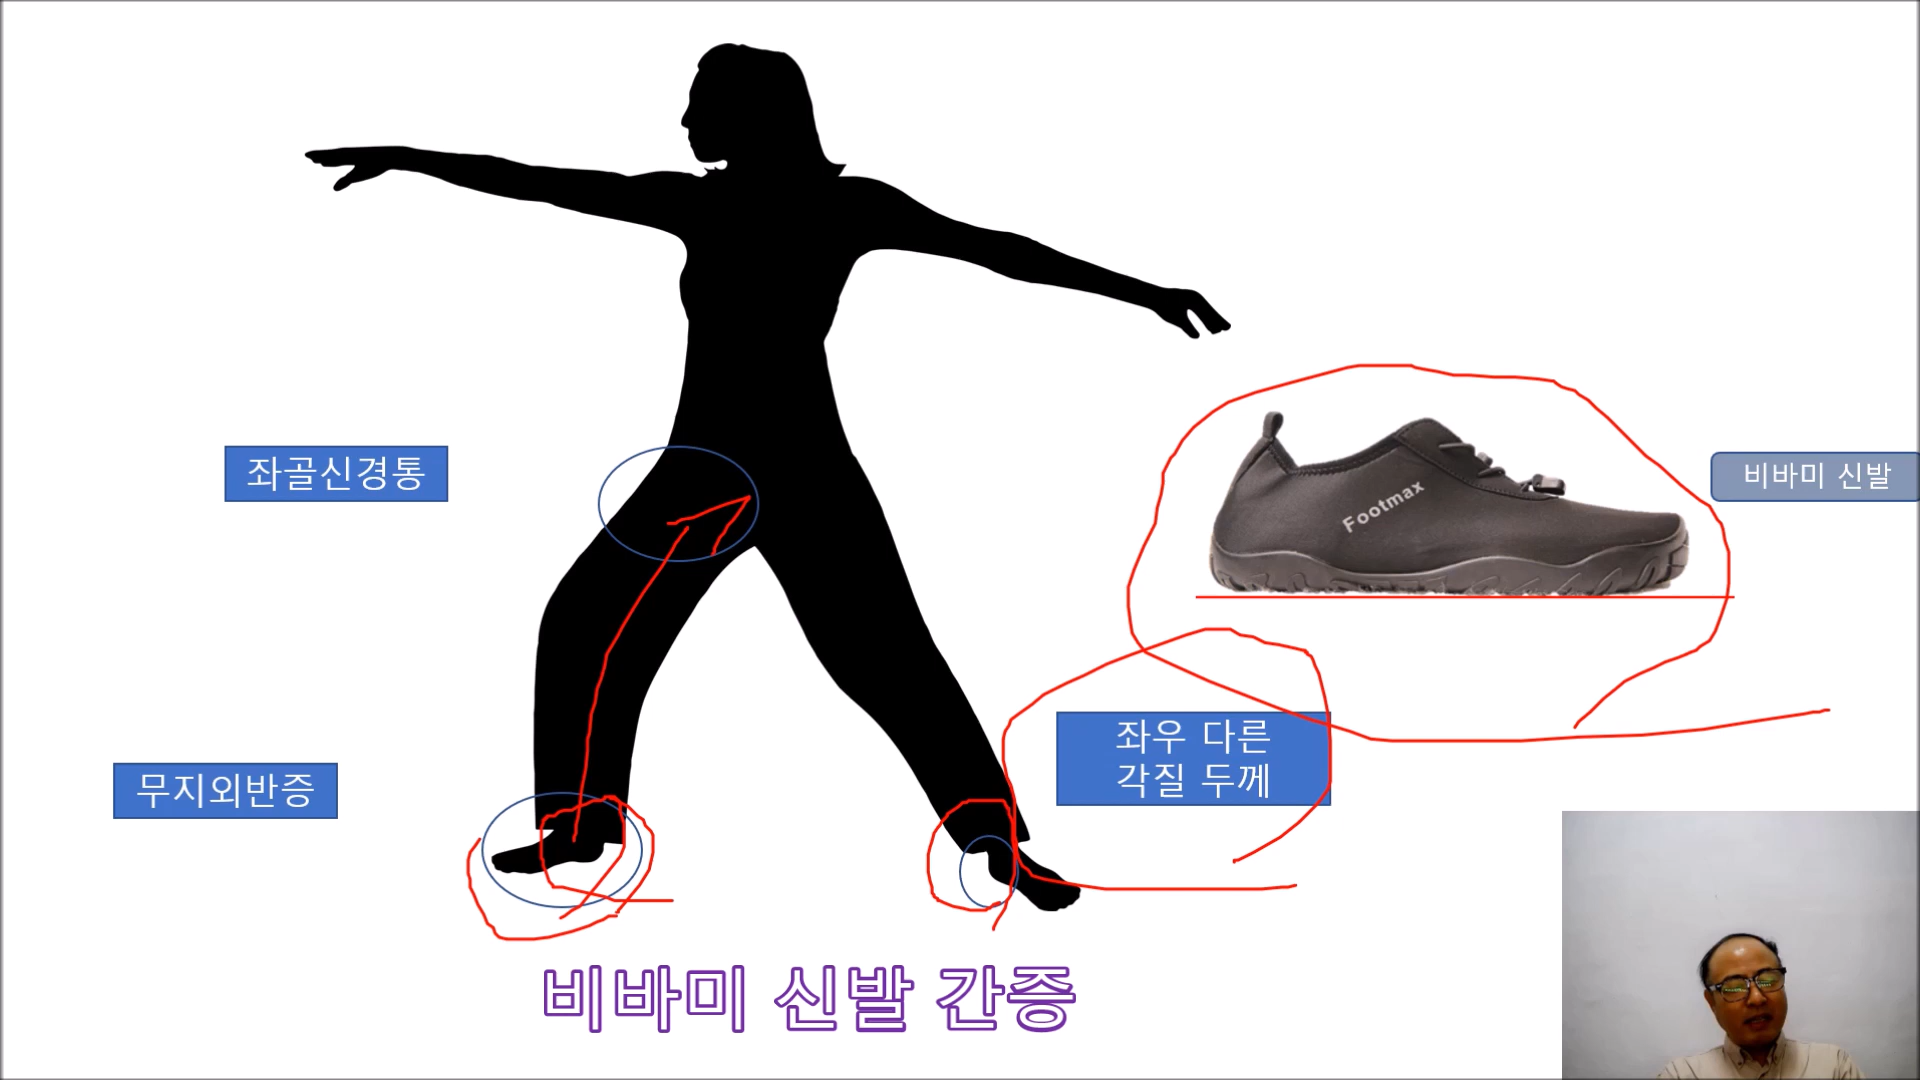 좌골신경통
Footmax
비바미 신발
좌우 다른
각질 두께
무지외반증
비바미 신발 간증